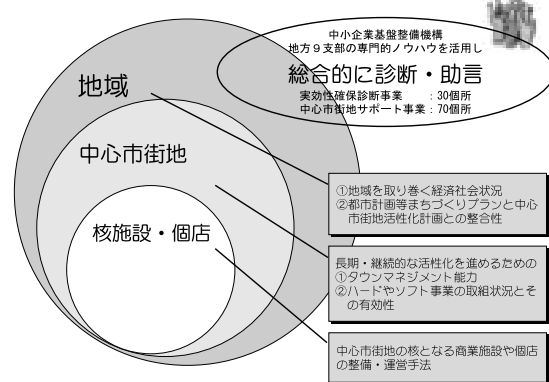 中小企業基盤整備機構
地方９支部の専門的ノウハウを活用し
総合的に診断・助言
実効性確保診断事業　：30個所
中心市街地サポート事業：70個所
地域
中心市街地
核施設・個店
①地域を取り巻く経済社会状況
②都市計画等まちづくりプランと中心
市街地活性化計画との整合性
長期・継続的な活性化を進めるための
①タウンマネジメント能力
②ハードやソフト事業の取組状況とそ
の有効性
中心市街地の核となる商業施設や個店
の整備・運営手法